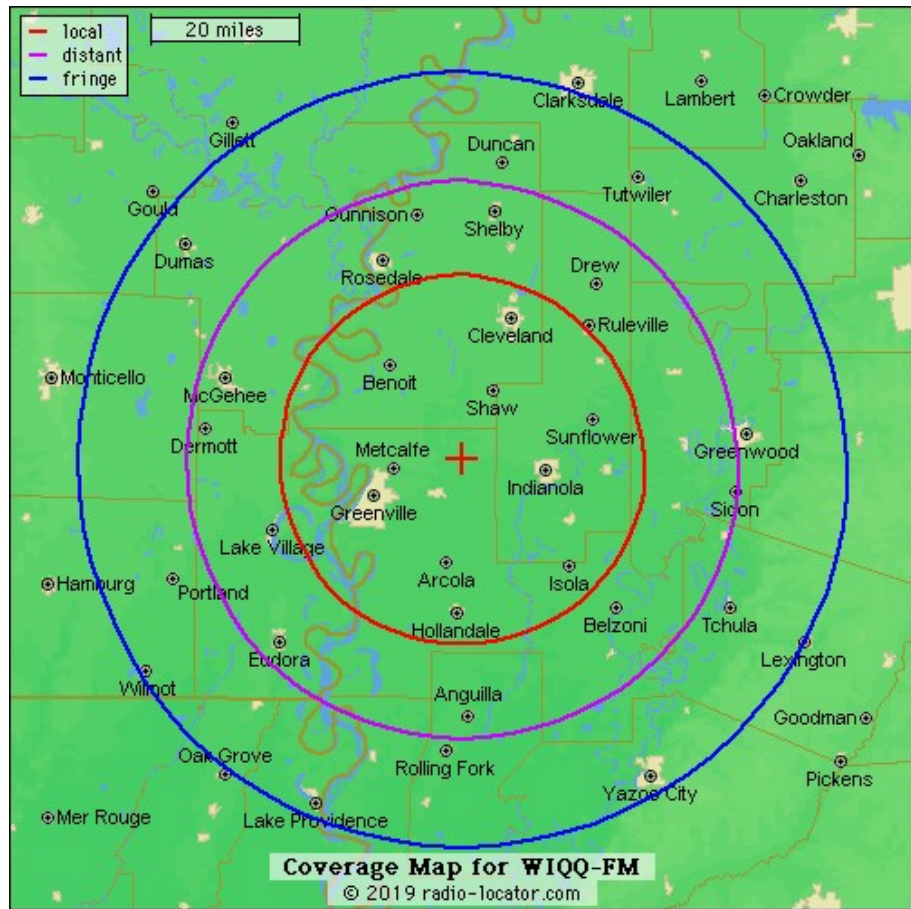 local
20 miles
distant
fringe
Clarksdale
Lambert
Crowder
Gillett
Oakland
Duncan
Gould
Tutwiler
Charleston
Gunnison
Shelby
Dumas
Rosedale
Drew
Cleveland
Ruleville
Monticello
McGehee
Benoit
Shaw
Dermott
Sunflower
Greenwood
Metcalfe
Indianola
Greenville
Sidon
Lake Village
Hamburg
Portland
Arcola
Isola
Hollandale
Belzoni
Tchula
Eudora
Lexington
Wilmot
Anguilla
Goodman
Oak Grove
Rolling Fork
Pickens
Yazoo City
Mer Rouge
Lake Providence
Coverage Map for WIQQ-FM
© 2019 radio-locator.com